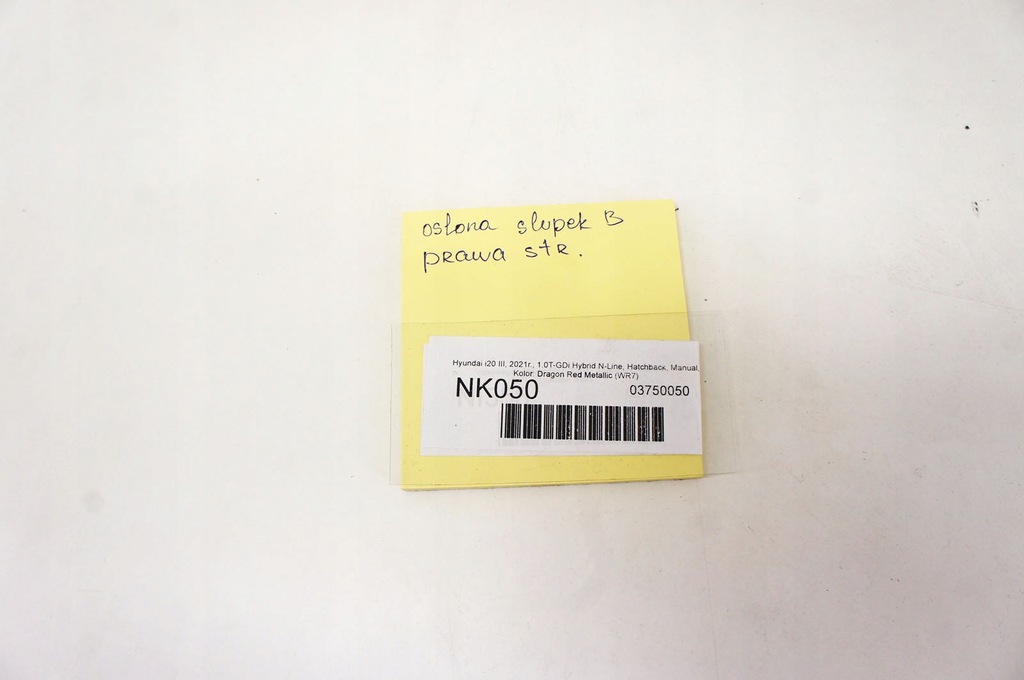 osłona słupek B
prawa str.
Hyundai i20 III, 2021r., 1.0T-GDi Hybrid N-Line, Hatchback, Manual,
Kolor: Dragon Red Metallic (WR7)
NK050 03750050